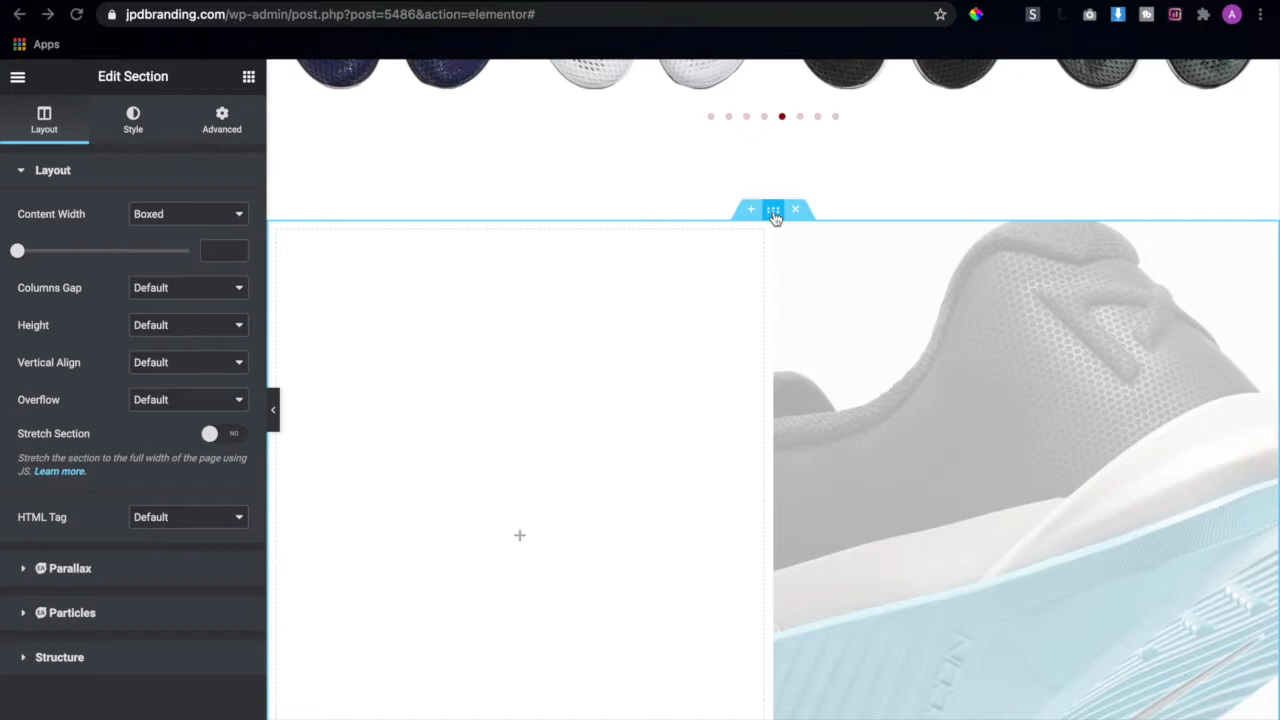 jpdbranding.com/wp-admin/post.php?post=5486&action=elementor#
S
A
Apps
Edit Section
Layout
Style
Advanced
Layout
Content Width
Boxed
Columns Gap
Default
Height
Default
Vertical Align
Default
Overflow
Default
Stretch Section
NO
Stretch the section to the full width of the page using
JS. Learn more.
HTML Tag
Default
Parallax
Particles
Structure